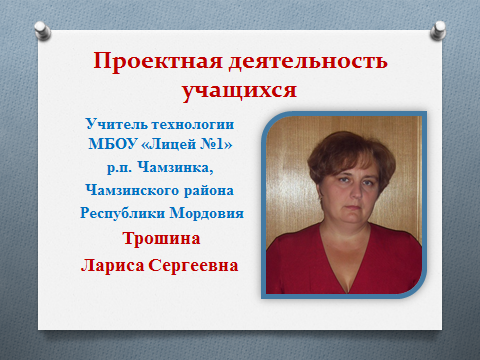 Проектная деятельность
учащихся
Учитель технологии
МБОУ «Лицей №1»
р.п. Чамзинка,
Чамзинского района
Республики Мордовия
Трошина
Лариса Сергеевна